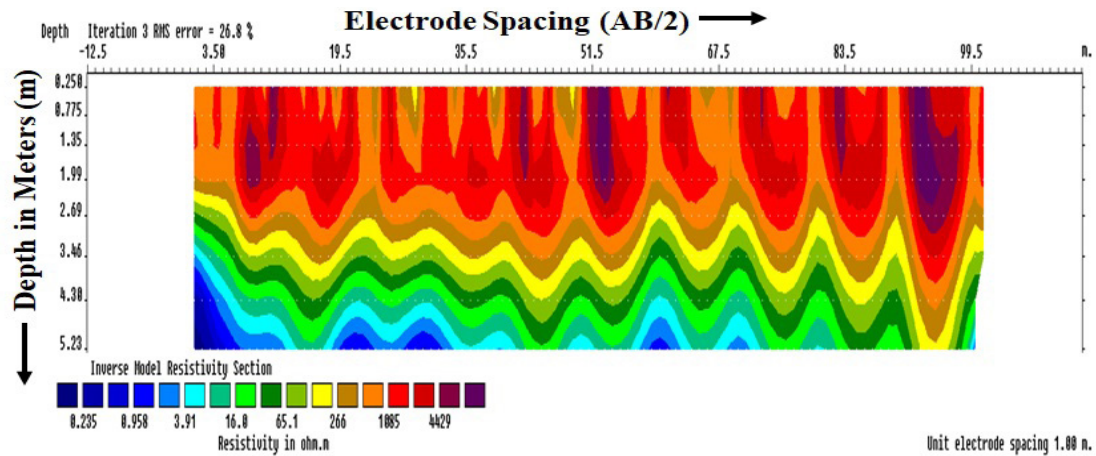 Electrode Spacing (AB/2)
Depth Iteration 3 RMS error = 26.8 %
-12.5 3.50 19.5 35.5 51.5 67.5 83.5 99.5 m.
Depth in Meters (m)
0.250
0.775
1.35
1.99
2.69
3.46
4.30
5.23
Inverse Model Resistivity Section
0.235 0.958 3.91 16.0 65.1 266 1085 4429
Resistivity in ohm.m
Unit electrode spacing 1.00 m.